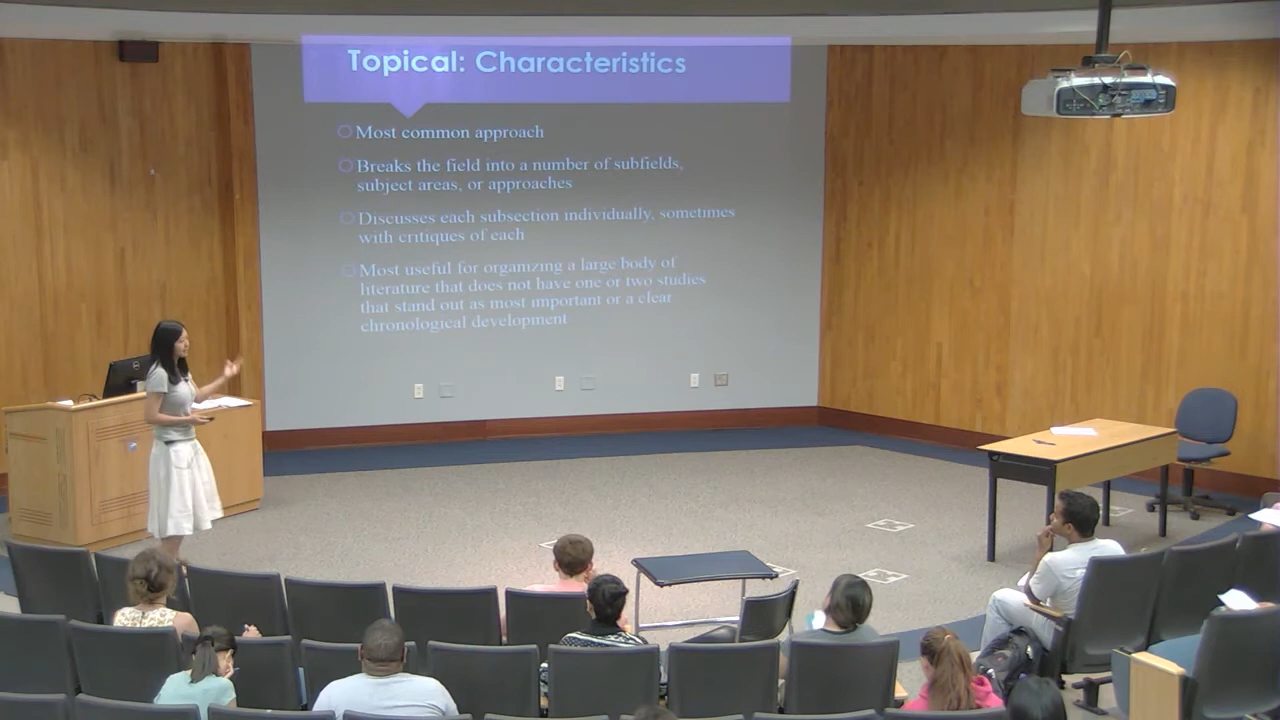 Topical: Characteristics
Most common approach
Breaks the field into a number of subfields,
subject areas, or approaches
Discusses each subsection individually, sometimes
with critiques of each
Most useful for organizing a large body of
literature that does not have one or two studies
that stand out as most important or a clear
chronological development